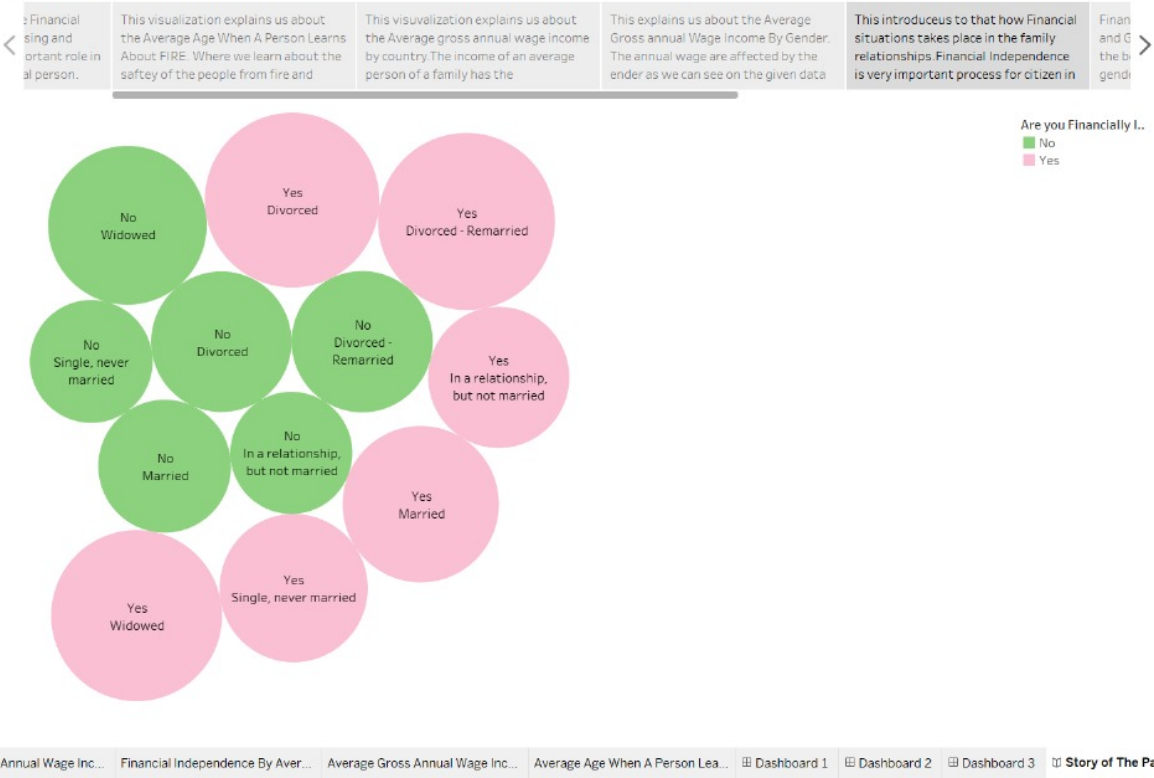 Financial
sing and
ortant role in
al person.
This visualization explains us about
the Average Age When A Person Learns
About FIRE. Where we learn about the
saftey of the people from fire and
This visuvalization explains us about
the Average gross annual wage income
by country.The income of an average
person of a family has the
This explains us about the Average
Gross annual Wage Income By Gender.
The annual wage are affected by the
ender as we can see on the given data
This introduceus to that how Financial
situations takes place in the family
relationships.Financial Independence
is very important process for citizen in
Finan
and G
the b
gend
Are you Financially I..
No
Yes
Yes
Divorced
Yes
Divorced - Remarried
No
Widowed
No
Divorced
No
Divorced -
Remarried
No
Single, never
married
Yes
In a relationship,
but not married
No
In a relationship,
but not married
No
Married
Yes
Married
Yes
Single, never married
Yes
Widowed
Annual Wage Inc...
Financial Independence By Aver...
Average Gross Annual Wage Inc...
Average Age When A Person Lea...
Dashboard 1
Dashboard 2
Dashboard 3
Story of The Pa